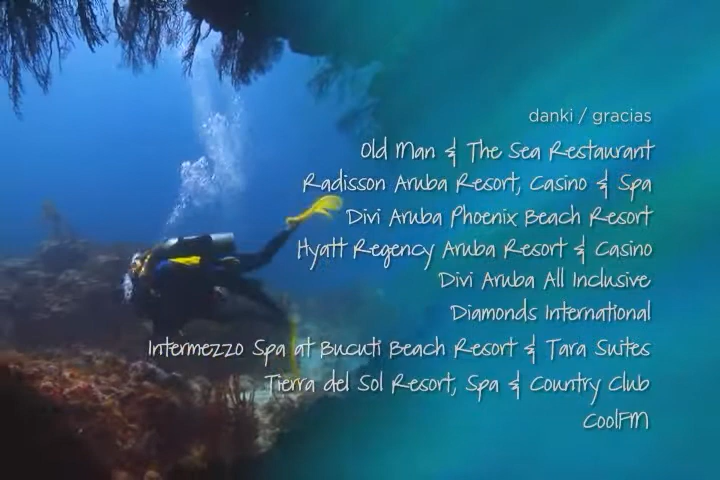 danki / gracias
Old Man & The Sea Restaurant
Radisson Aruba Resort, Casino & Spa
Divi Aruba Phoenix Beach Resort
Hyatt Regency Aruba Resort & Casino
Divi Aruba All Inclusive
Diamonds International
Intermezzo Spa at Bucuti Beach Resort & Tara Suites
Tierra del Sol Resort, Spa & Country Club
CoolFM